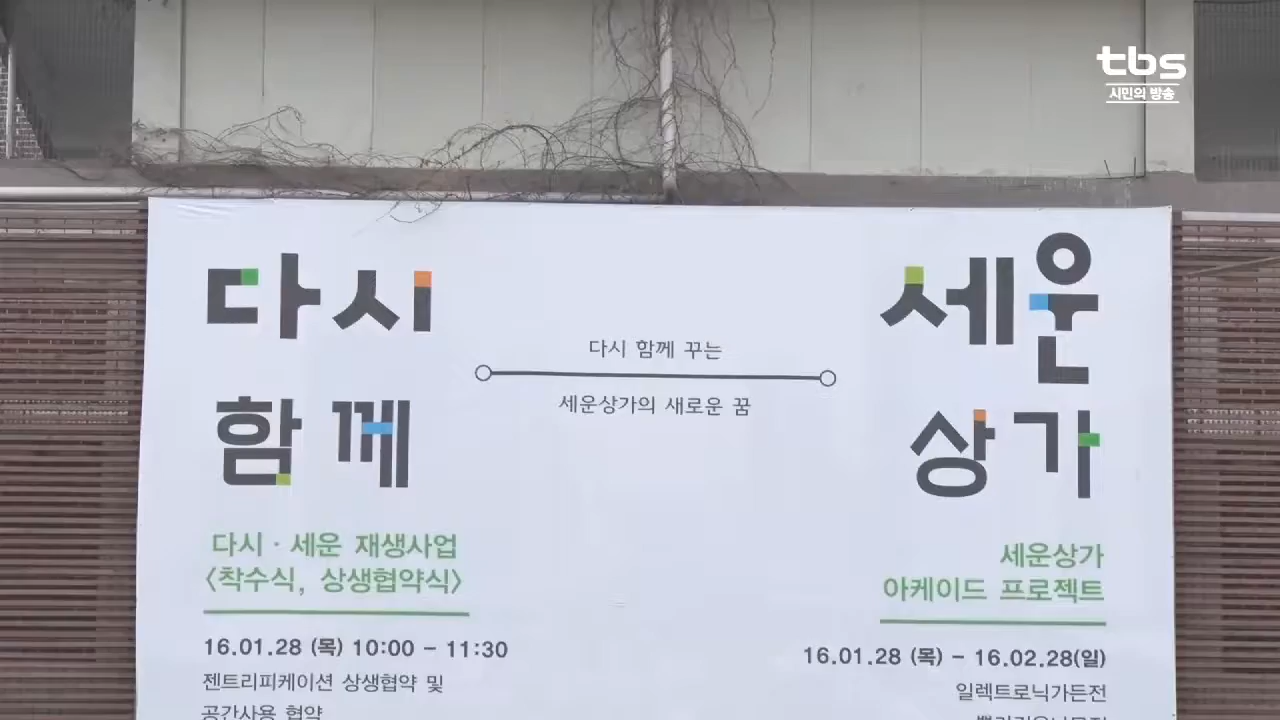 tbs
시민의 방송
다시
함께
다시 함께 꾸는
세운상가의 새로운 꿈
세운
상가
다시 · 세운 재생사업
<착수식, 상생협약식>
16.01.28 (목) 10:00 - 11:30
젠트리피케이션 상생협약 및
공간사용 협약
세운상가
아케이드 프로젝트
16.01.28 (목) - 16.02.28(일)
일렉트로닉가든전